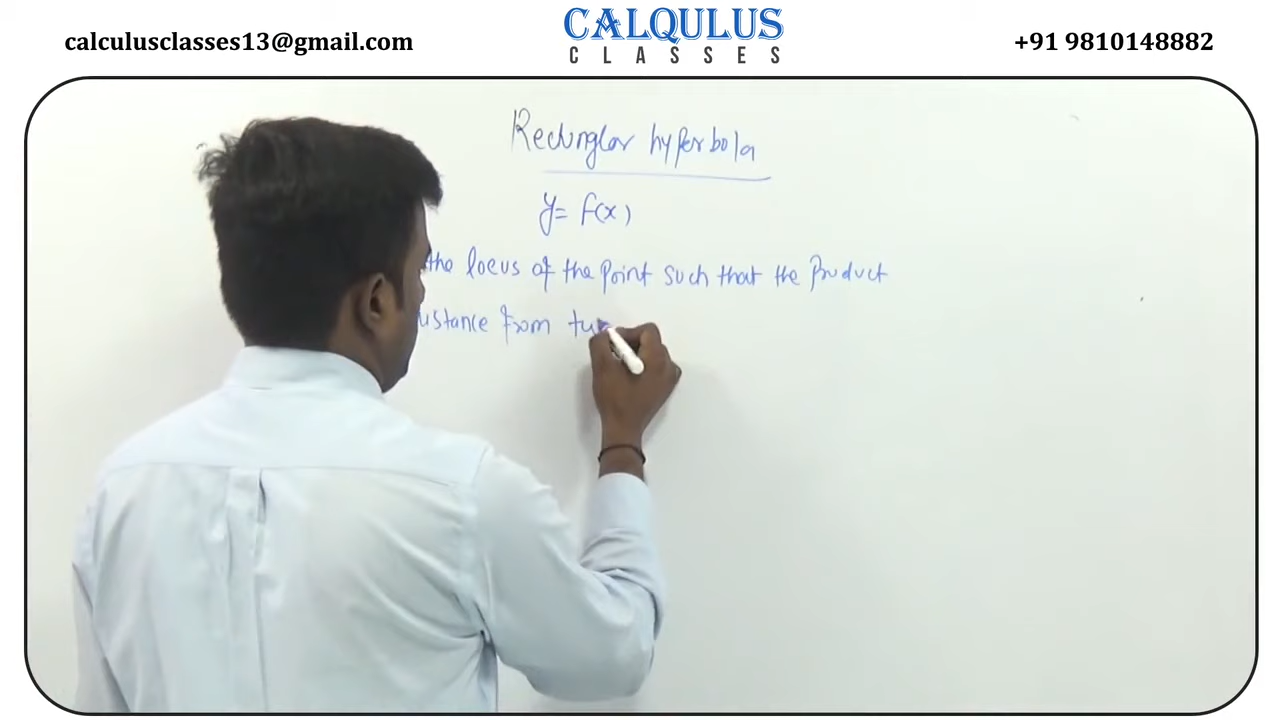 calculusclasses13@gmail.com
CALQULUS
CLASSES
+91 9810148882
Rectunglar hyperbola
y = f(x)
the locus of the point such that the product
istance from